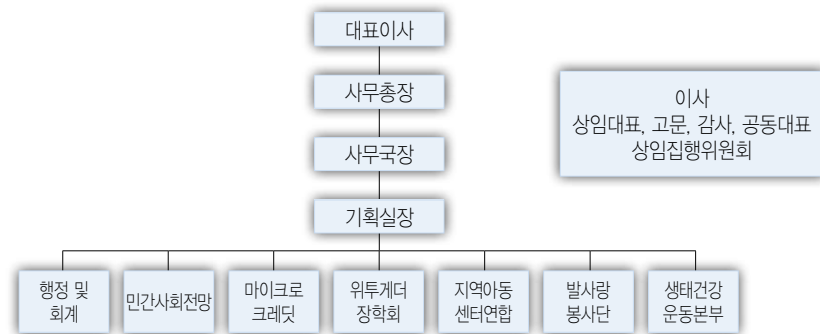 대표이사
사무총장
사무국장
기획실장
이사
상임대표, 고문, 감사, 공동대표
상임집행위원회
행정 및
회계
민간사회전망
마이크로
크레딧
위투게더
장학회
지역아동
센터연합
발사랑
봉사단
생태건강
운동본부